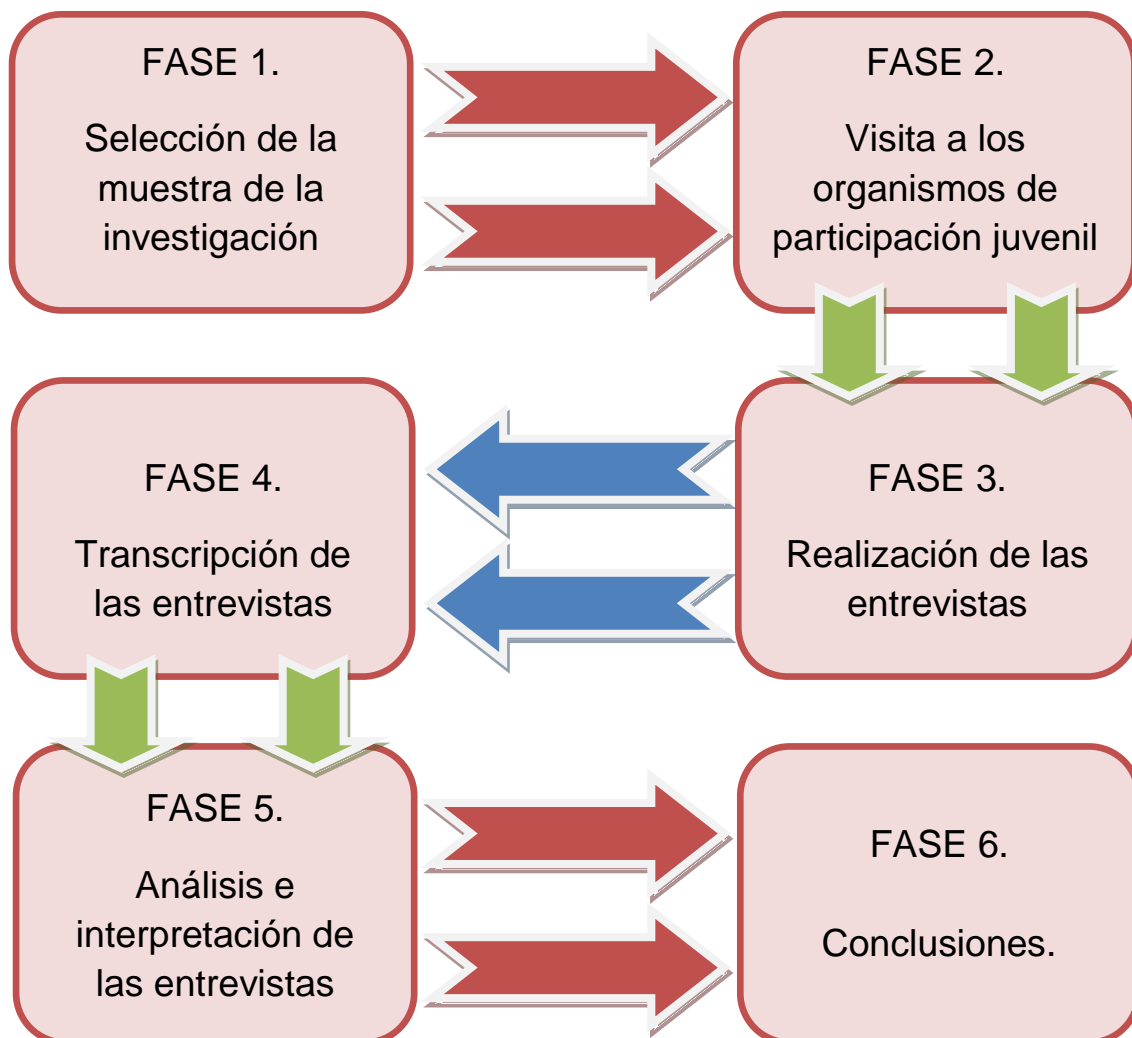 FASE 1.
Selección de la
muestra de la
investigación
FASE 2.
Visita a los
organismos de
participación juvenil
FASE 3.
Realización de las
entrevistas
FASE 4.
Transcripción de
las entrevistas
FASE 5.
Análisis e
interpretación de
las entrevistas
FASE 6.
Conclusiones.